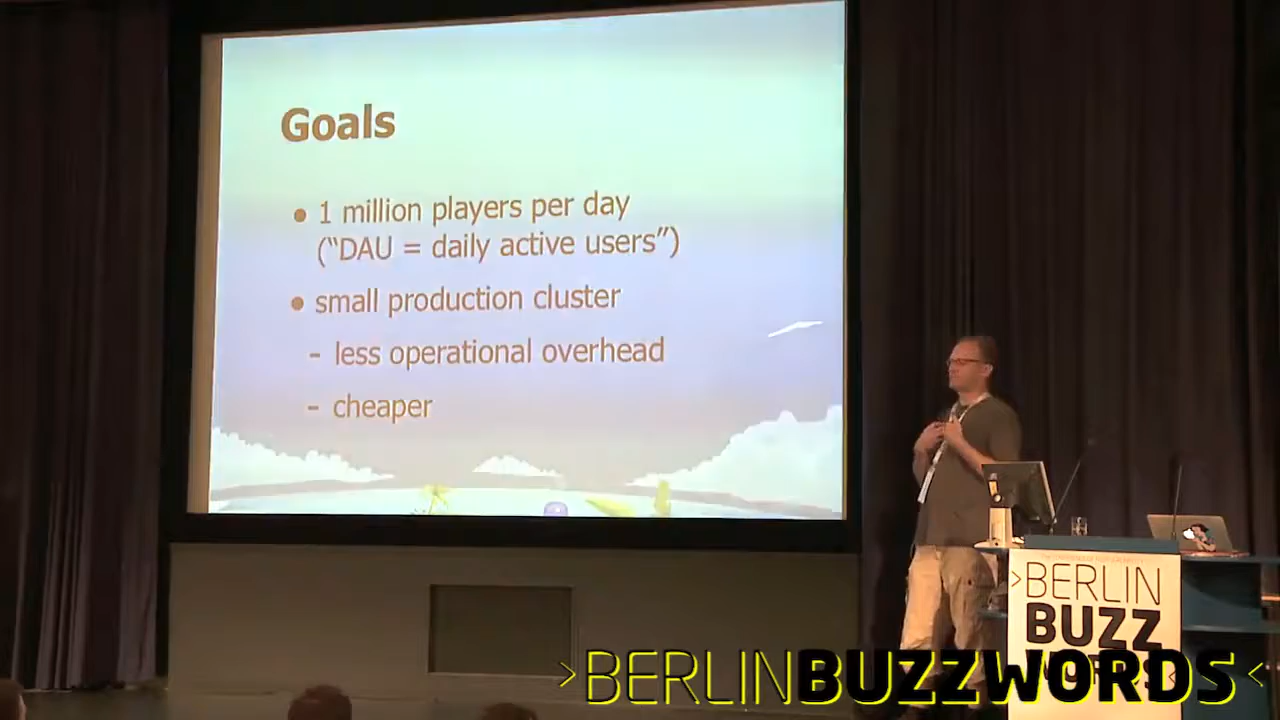 Goals
• 1 million players per day
(“DAU = daily active users”)
• small production cluster
- less operational overhead
- cheaper
>BERLIN
BUZZ
WORDS
>BERLINBUZZWORDS<